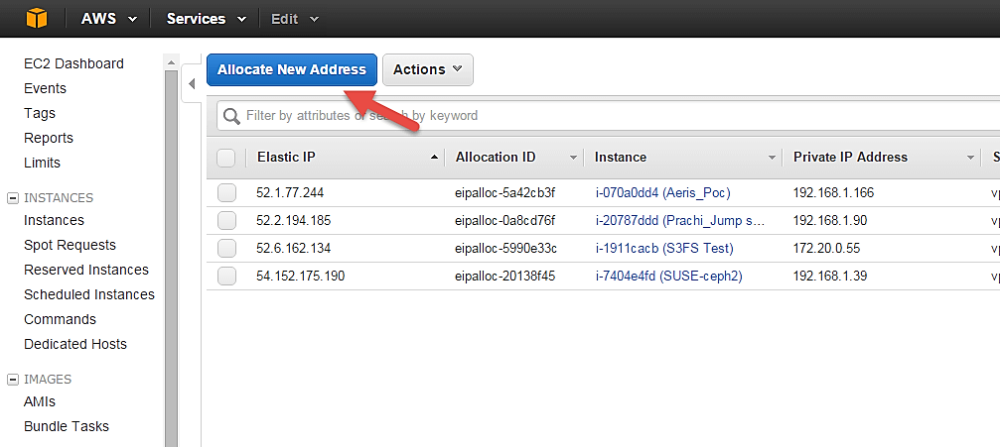 AWS Services Edit
EC2 Dashboard
Events
Tags
Reports
Limits
INSTANCES
Instances
Spot Requests
Reserved Instances
Scheduled Instances
Commands
Dedicated Hosts
IMAGES
AMIs
Bundle Tasks
Allocate New Address Actions
Filter by attributes or search by keyword
Elastic IP Allocation ID Instance Private IP Address S
52.1.77.244 eipalloc-5a42cb3f i-070a0dd4 (Aeris_Poc) 192.168.1.166 vp
52.2.194.185 eipalloc-0a8cd76f i-20787ddd (Prachi_Jump s... 192.168.1.90 vp
52.6.162.134 eipalloc-5990e33c i-1911cacb (S3FS Test) 172.20.0.55 vp
54.152.175.190 eipalloc-20138f45 i-7404e4fd (SUSE-ceph2) 192.168.1.39 vp